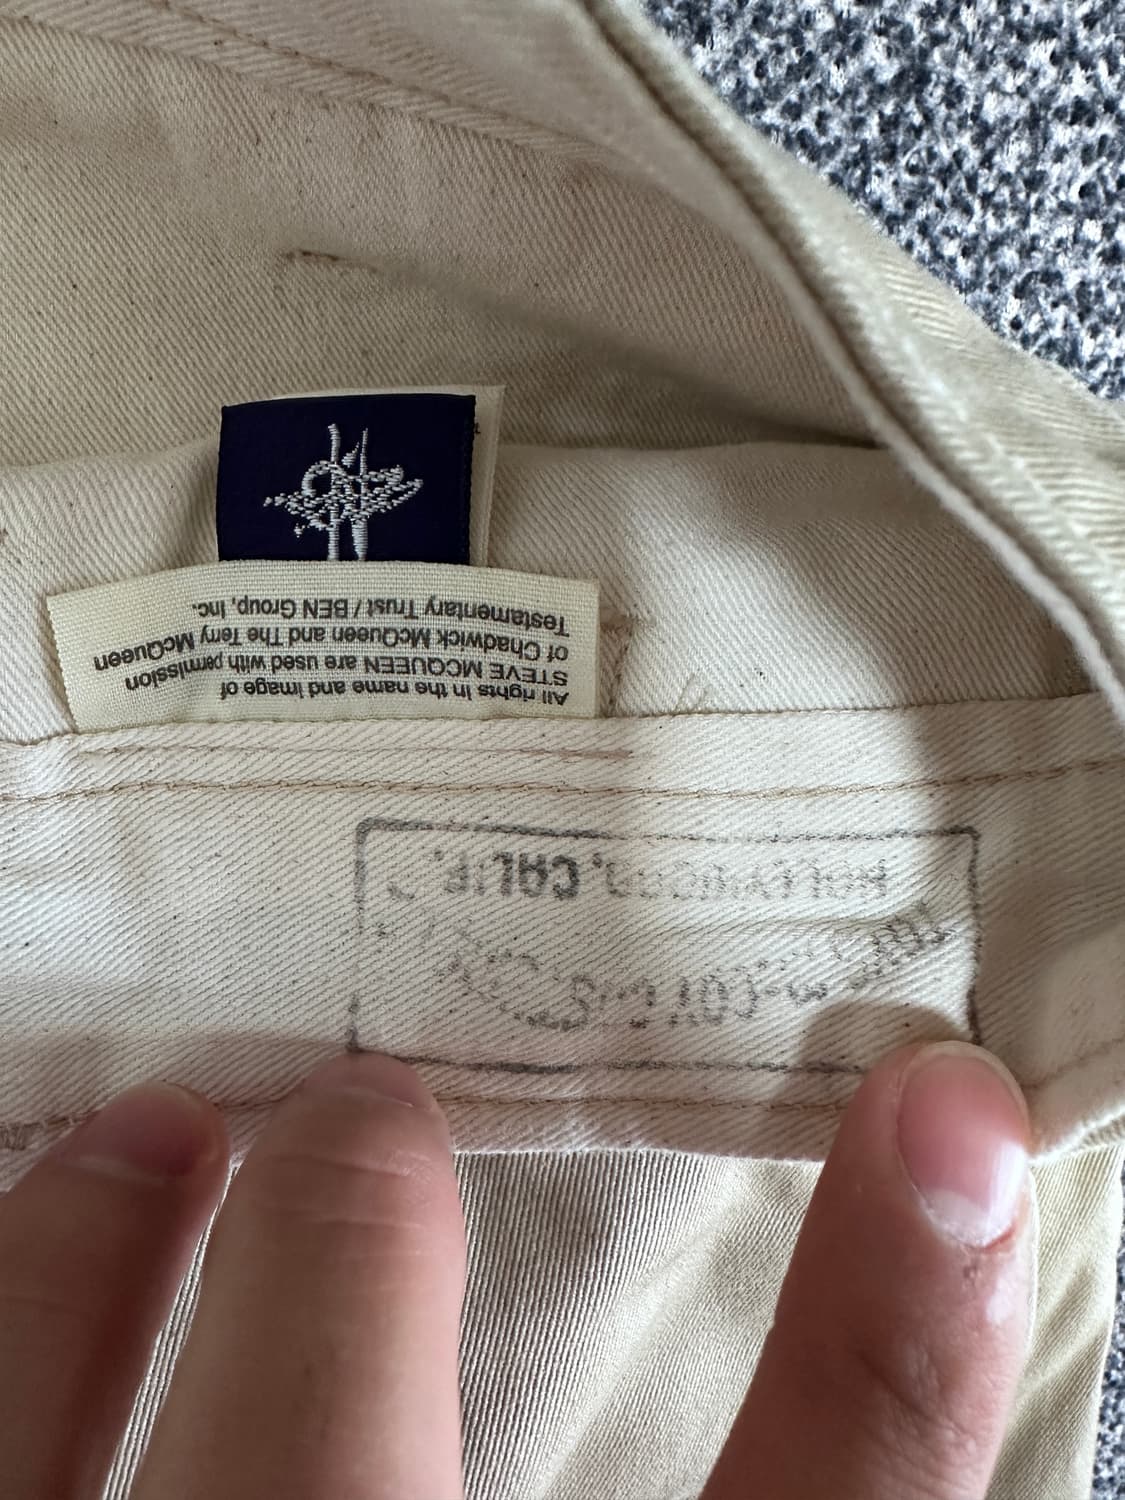 All rights in the name and image of
STEVE MCQUEEN are used with permission
of Chadwick McQueen and The Terry McQueen
Testamentary Trust / BEN Group, Inc.
HOLLYWOOD, CALIF.